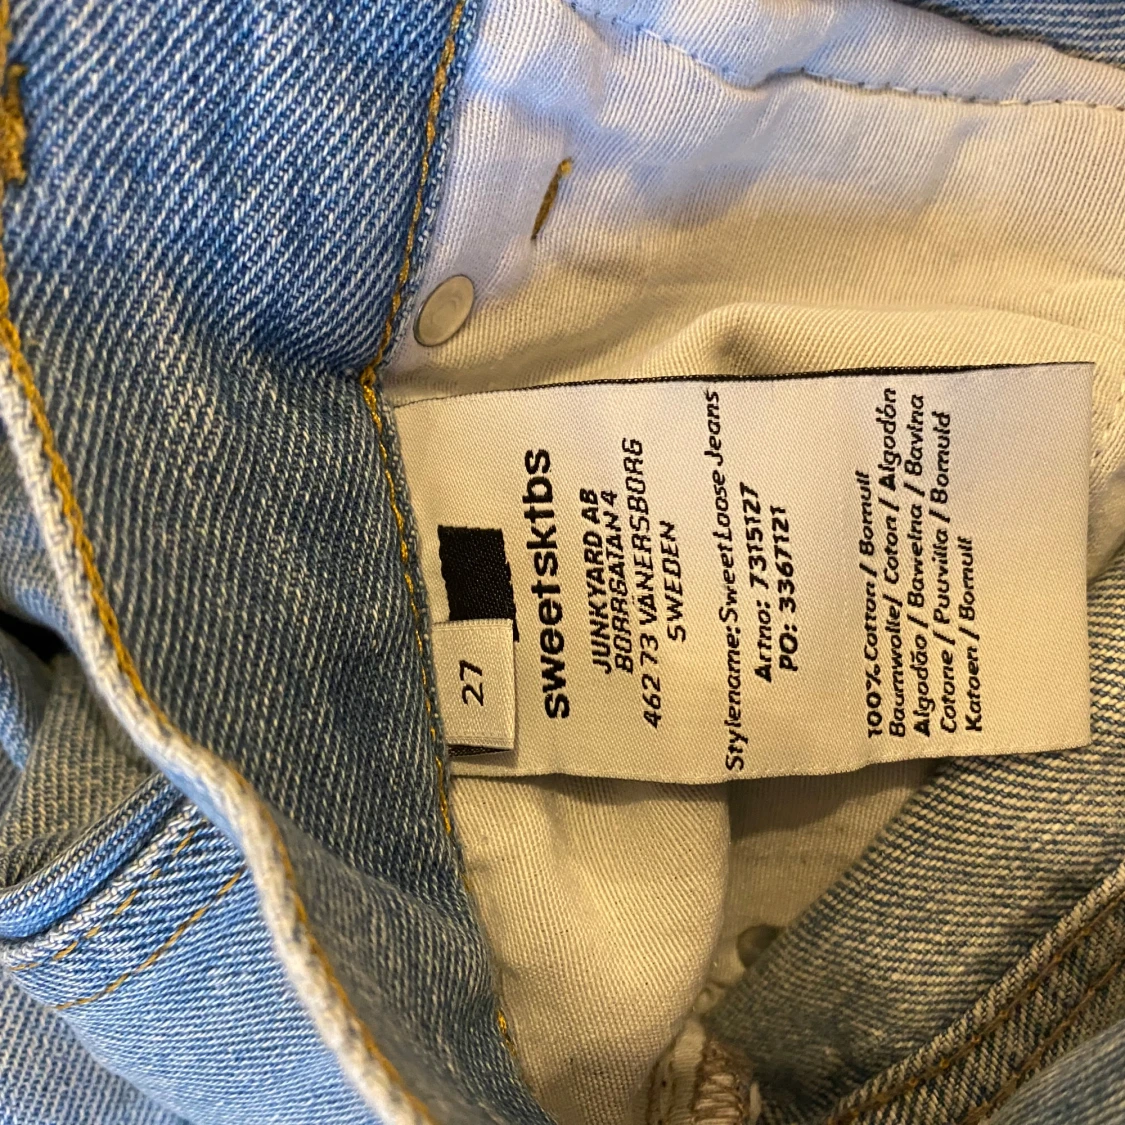 27
sweetsktbs
JUNKYARD AB
BORRGATAN 4
462 73 VÄNERSBORG
SWEDEN
Stylename: Sweet Loose Jeans
Artno: 7315127
PO: 3367121
100% Cotton / Bomull
Baumwolle/ Coton / Algodón
Algodão / Bawełna / Bavlna
Cotone / Puuvilla / Bomuld
Katoen / Bomull